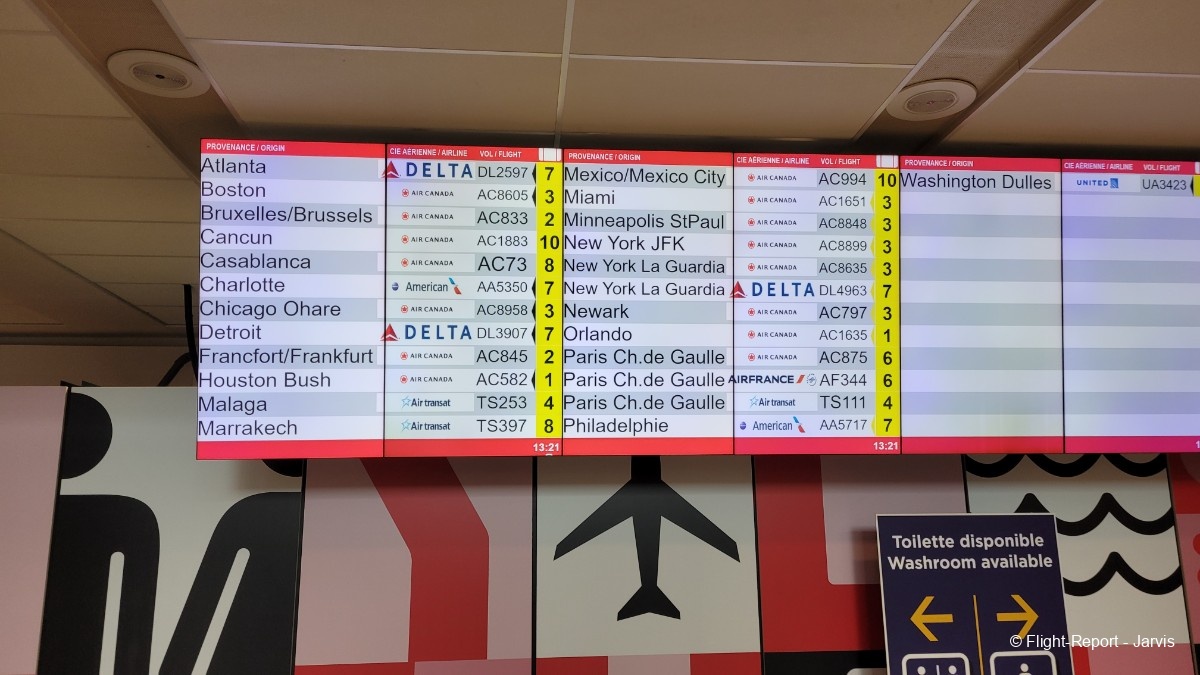 PROVENANCE / ORIGIN CIE AÉRIENNE / AIRLINE VOL / FLIGHT
Atlanta DELTA DL2597 7
Boston AIR CANADA AC8605 3
Bruxelles/Brussels AIR CANADA AC833 2
Cancun AIR CANADA AC1883 10
Casablanca AIR CANADA AC73 8
Charlotte American AA5350 7
Chicago Ohare AIR CANADA AC8958 3
Detroit DELTA DL3907 7
Francfort/Frankfurt AIR CANADA AC845 2
Houston Bush AIR CANADA AC582 1
Malaga Air transat TS253 4
Marrakech Air transat TS397 8
13:21
PROVENANCE / ORIGIN CIE AÉRIENNE / AIRLINE VOL / FLIGHT
Mexico/Mexico City AIR CANADA AC994 10
Miami AIR CANADA AC1651 3
Minneapolis StPaul AIR CANADA AC8848 3
New York JFK AIR CANADA AC8899 3
New York La Guardia AIR CANADA AC8635 3
New York La Guardia DELTA DL4963 7
Newark AIR CANADA AC797 3
Orlando AIR CANADA AC1635 1
Paris Ch.de Gaulle AIR CANADA AC875 6
Paris Ch.de Gaulle AIRFRANCE AF344 6
Paris Ch.de Gaulle Air transat TS111 4
Philadelphie American AA5717 7
13:21
PROVENANCE / ORIGIN CIE AÉRIENNE / AIRLINE VOL / FLIGHT
Washington Dulles UNITED UA3423
Toilette disponible
Washroom available
© Flight-Report - Jarvis